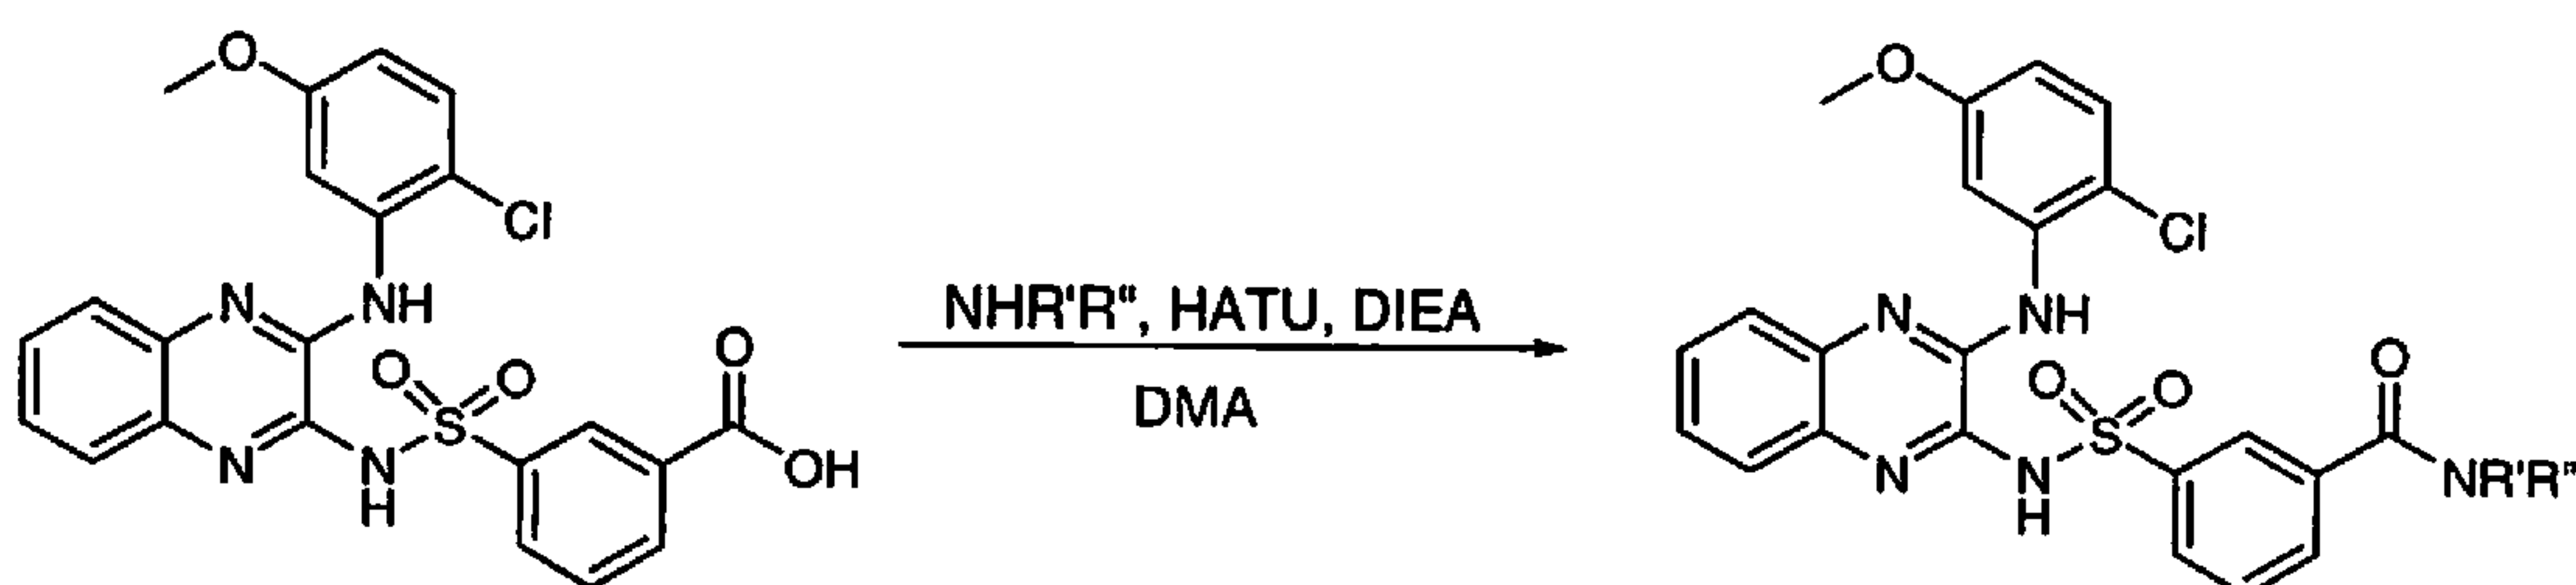 O
Cl
N
NH
O
O
O
S
N
N
H
OH
NHR'R", HATU, DIEA
DMA
O
Cl
N
NH
O
O
O
S
N
N
H
NR'R"